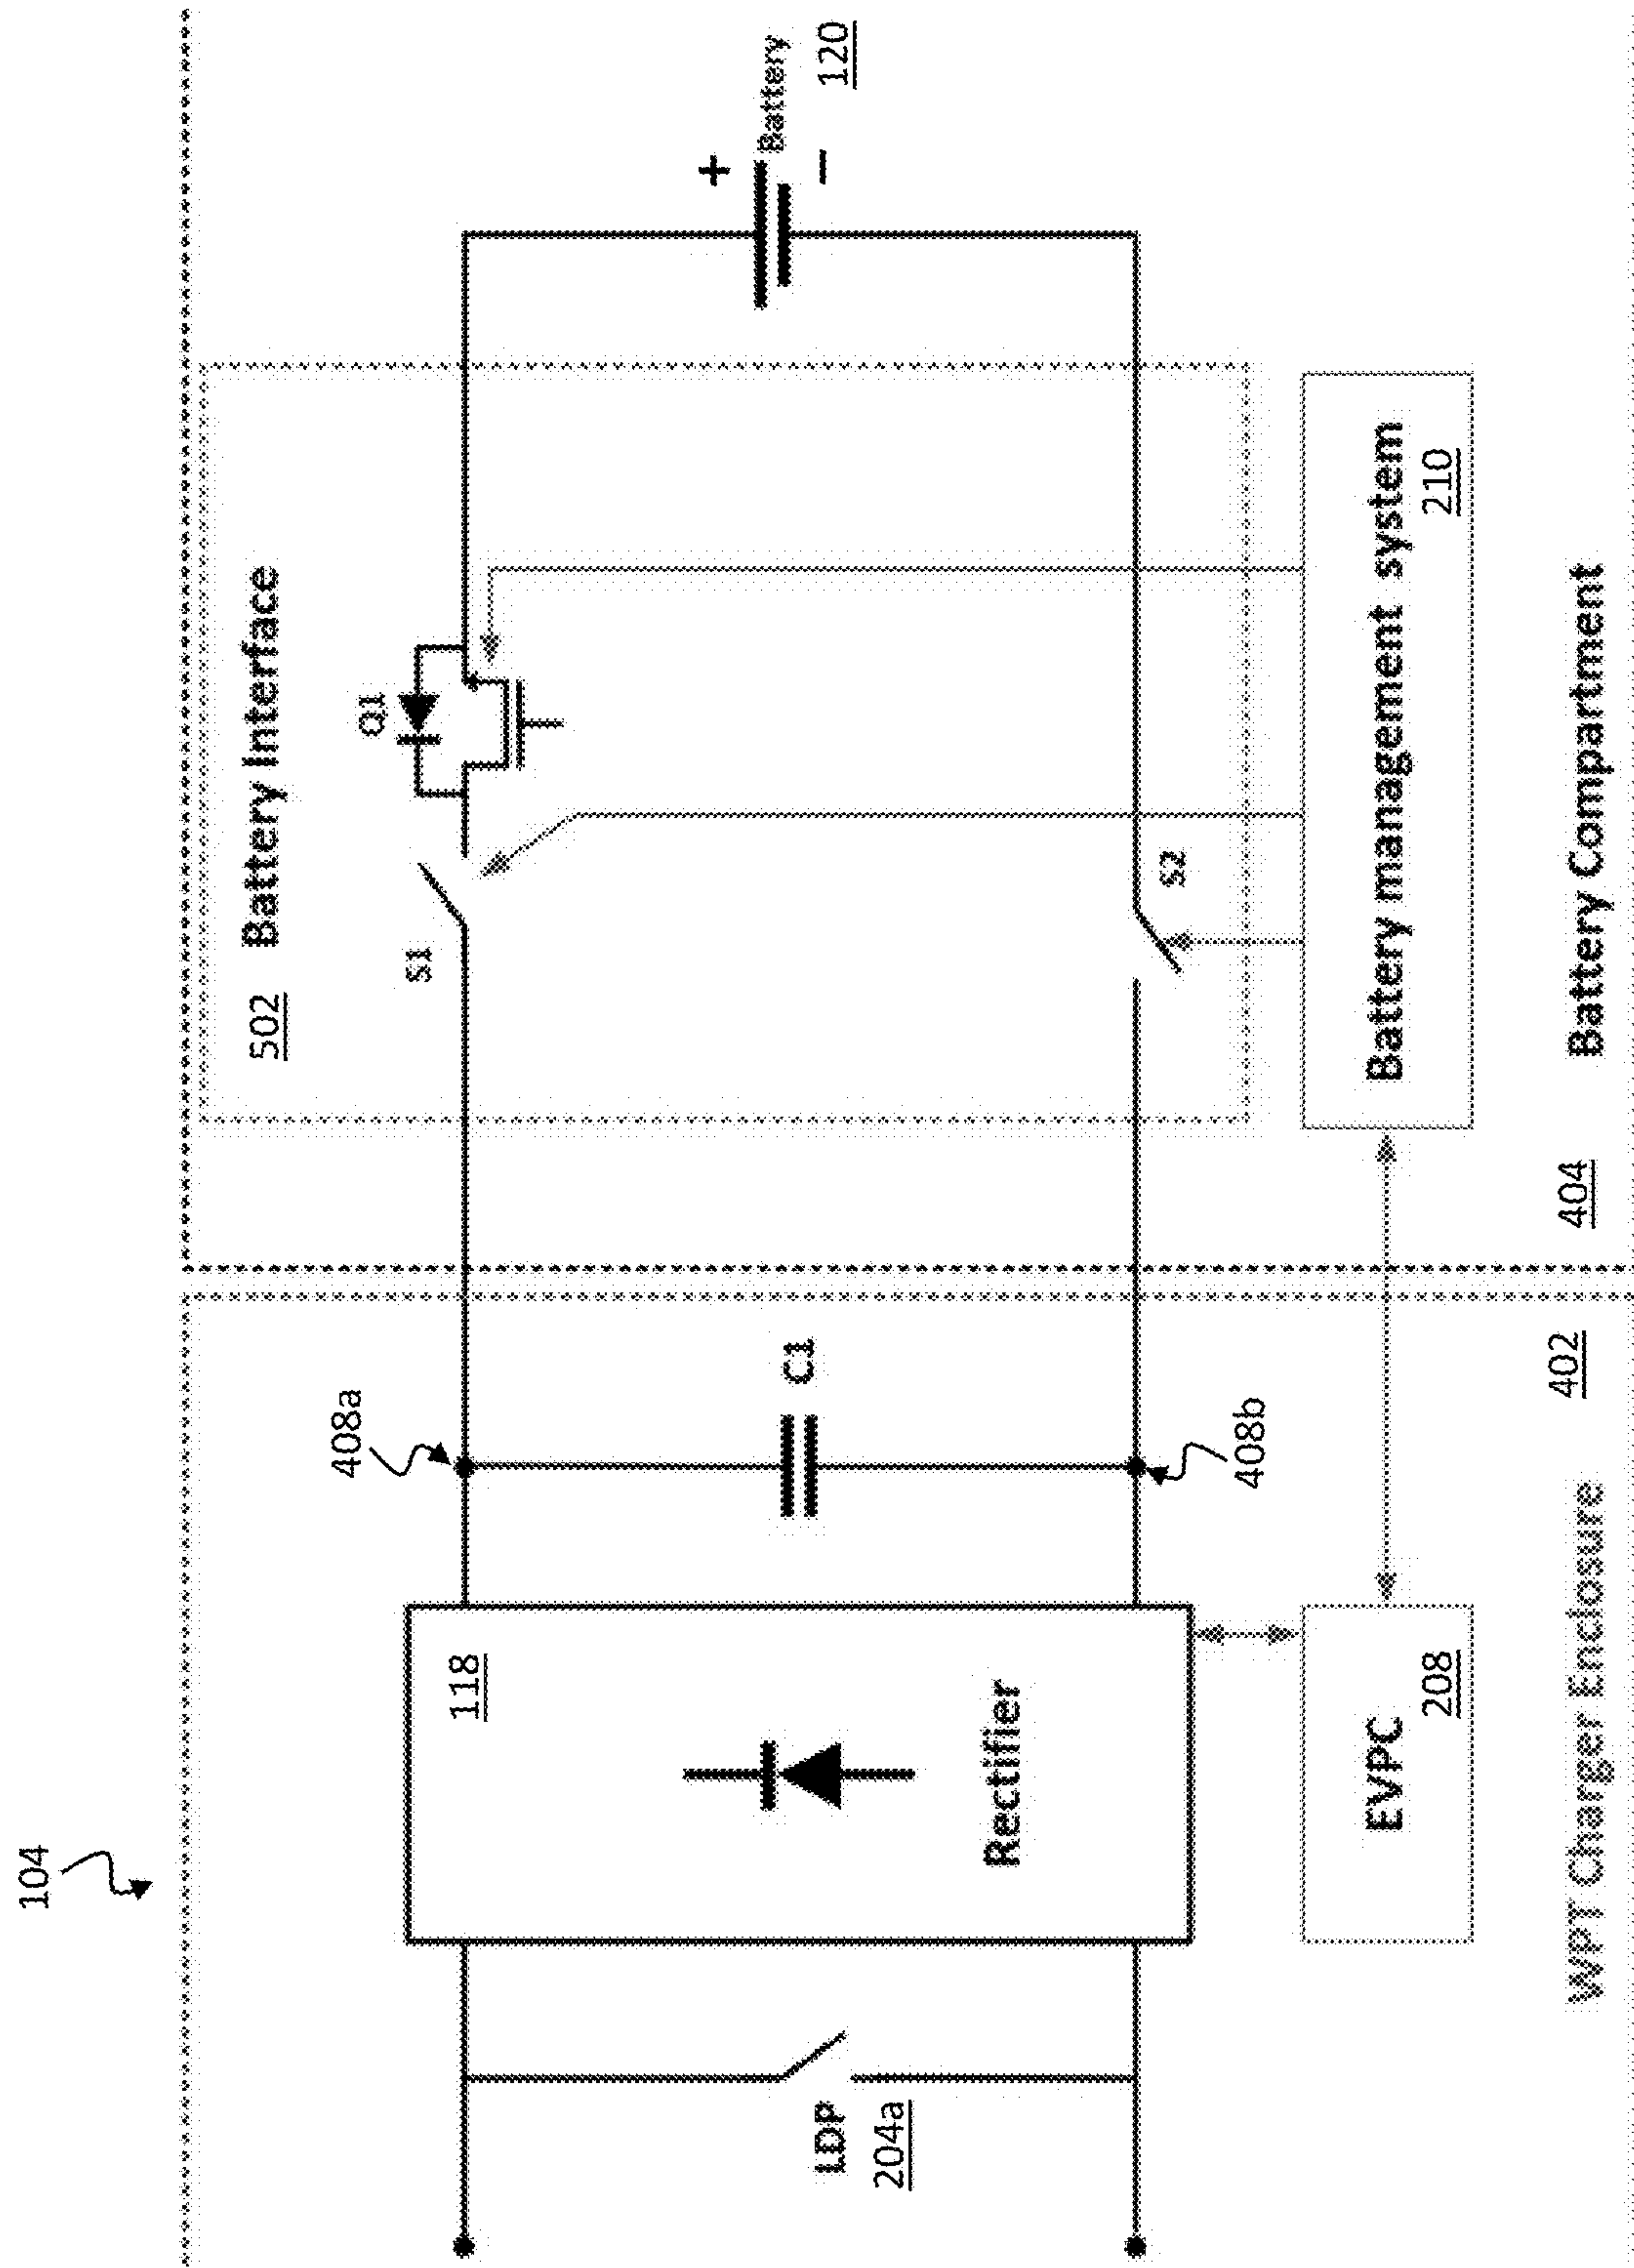 104
LDP
204a
118
Rectifier
EVPC
208
WPT Charger Enclosure
402
408a
C1
408b
502 Battery Interface
S1
Q1
S2
Battery management system
210
Battery Compartment
404
+
Battery
−
120